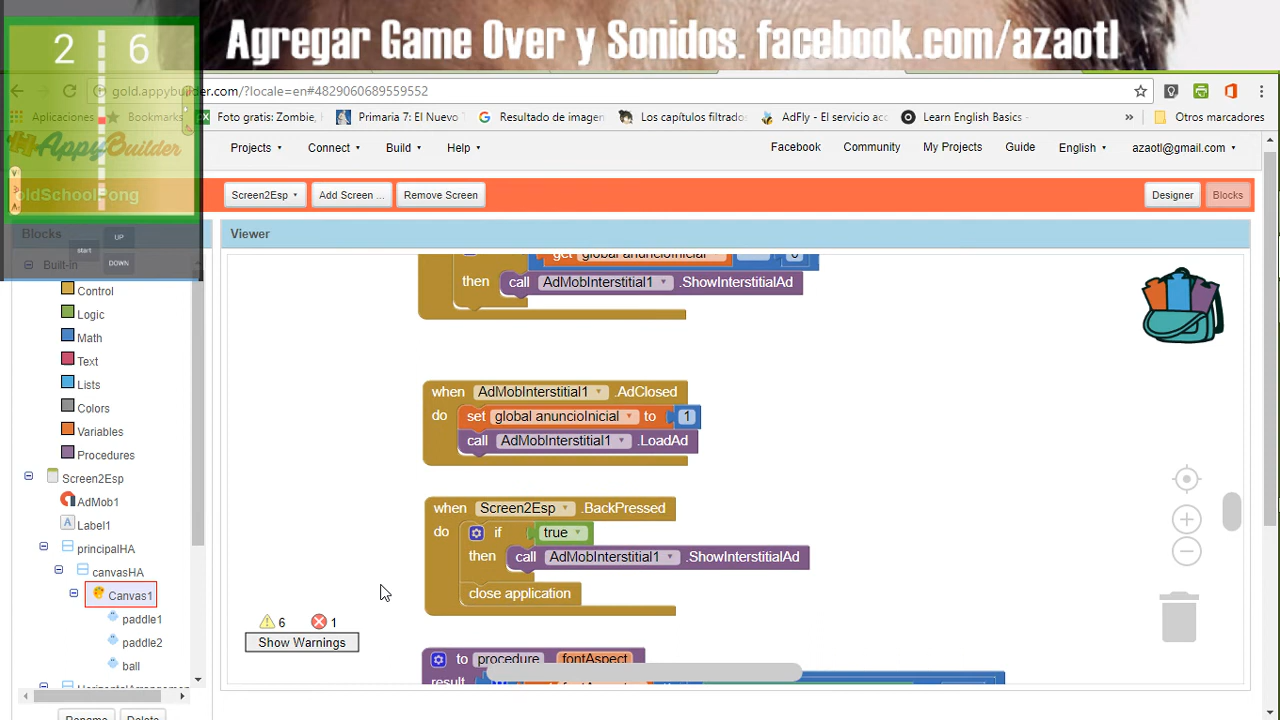 Agregar Game Over y Sonidos. facebook.com/azaotl
2 6
gold.appybuilder.com/?locale=en#4829060689559552
Aplicaciones Bookmarks Foto gratis: Zombie, Primaria 7: El Nuevo Resultado de imagen Los capítulos filtrados AdFly - El servicio acc Learn English Basics - » Otros marcadores
AppyBuilder
Projects Connect Build Help Facebook Community My Projects Guide English azaotl@gmail.com
oldSchoolPong Screen2Esp Add Screen ... Remove Screen Designer Blocks
Blocks Viewer
UP
start
DOWN
Built-in
Control
Logic
Math
Text
Lists
Colors
Variables
Procedures
Screen2Esp
AdMob1
Label1
principalHA
canvasHA
Canvas1
paddle1
paddle2
ball
Rename Delete
get global anuncioInicial 0
then call AdMobInterstitial1 .ShowInterstitialAd
when AdMobInterstitial1 .AdClosed
do set global anuncioInicial to 1
call AdMobInterstitial1 .LoadAd
when Screen2Esp .BackPressed
do if true
then call AdMobInterstitial1 .ShowInterstitialAd
close application
to procedure fontAspect
result
6 1
Show Warnings